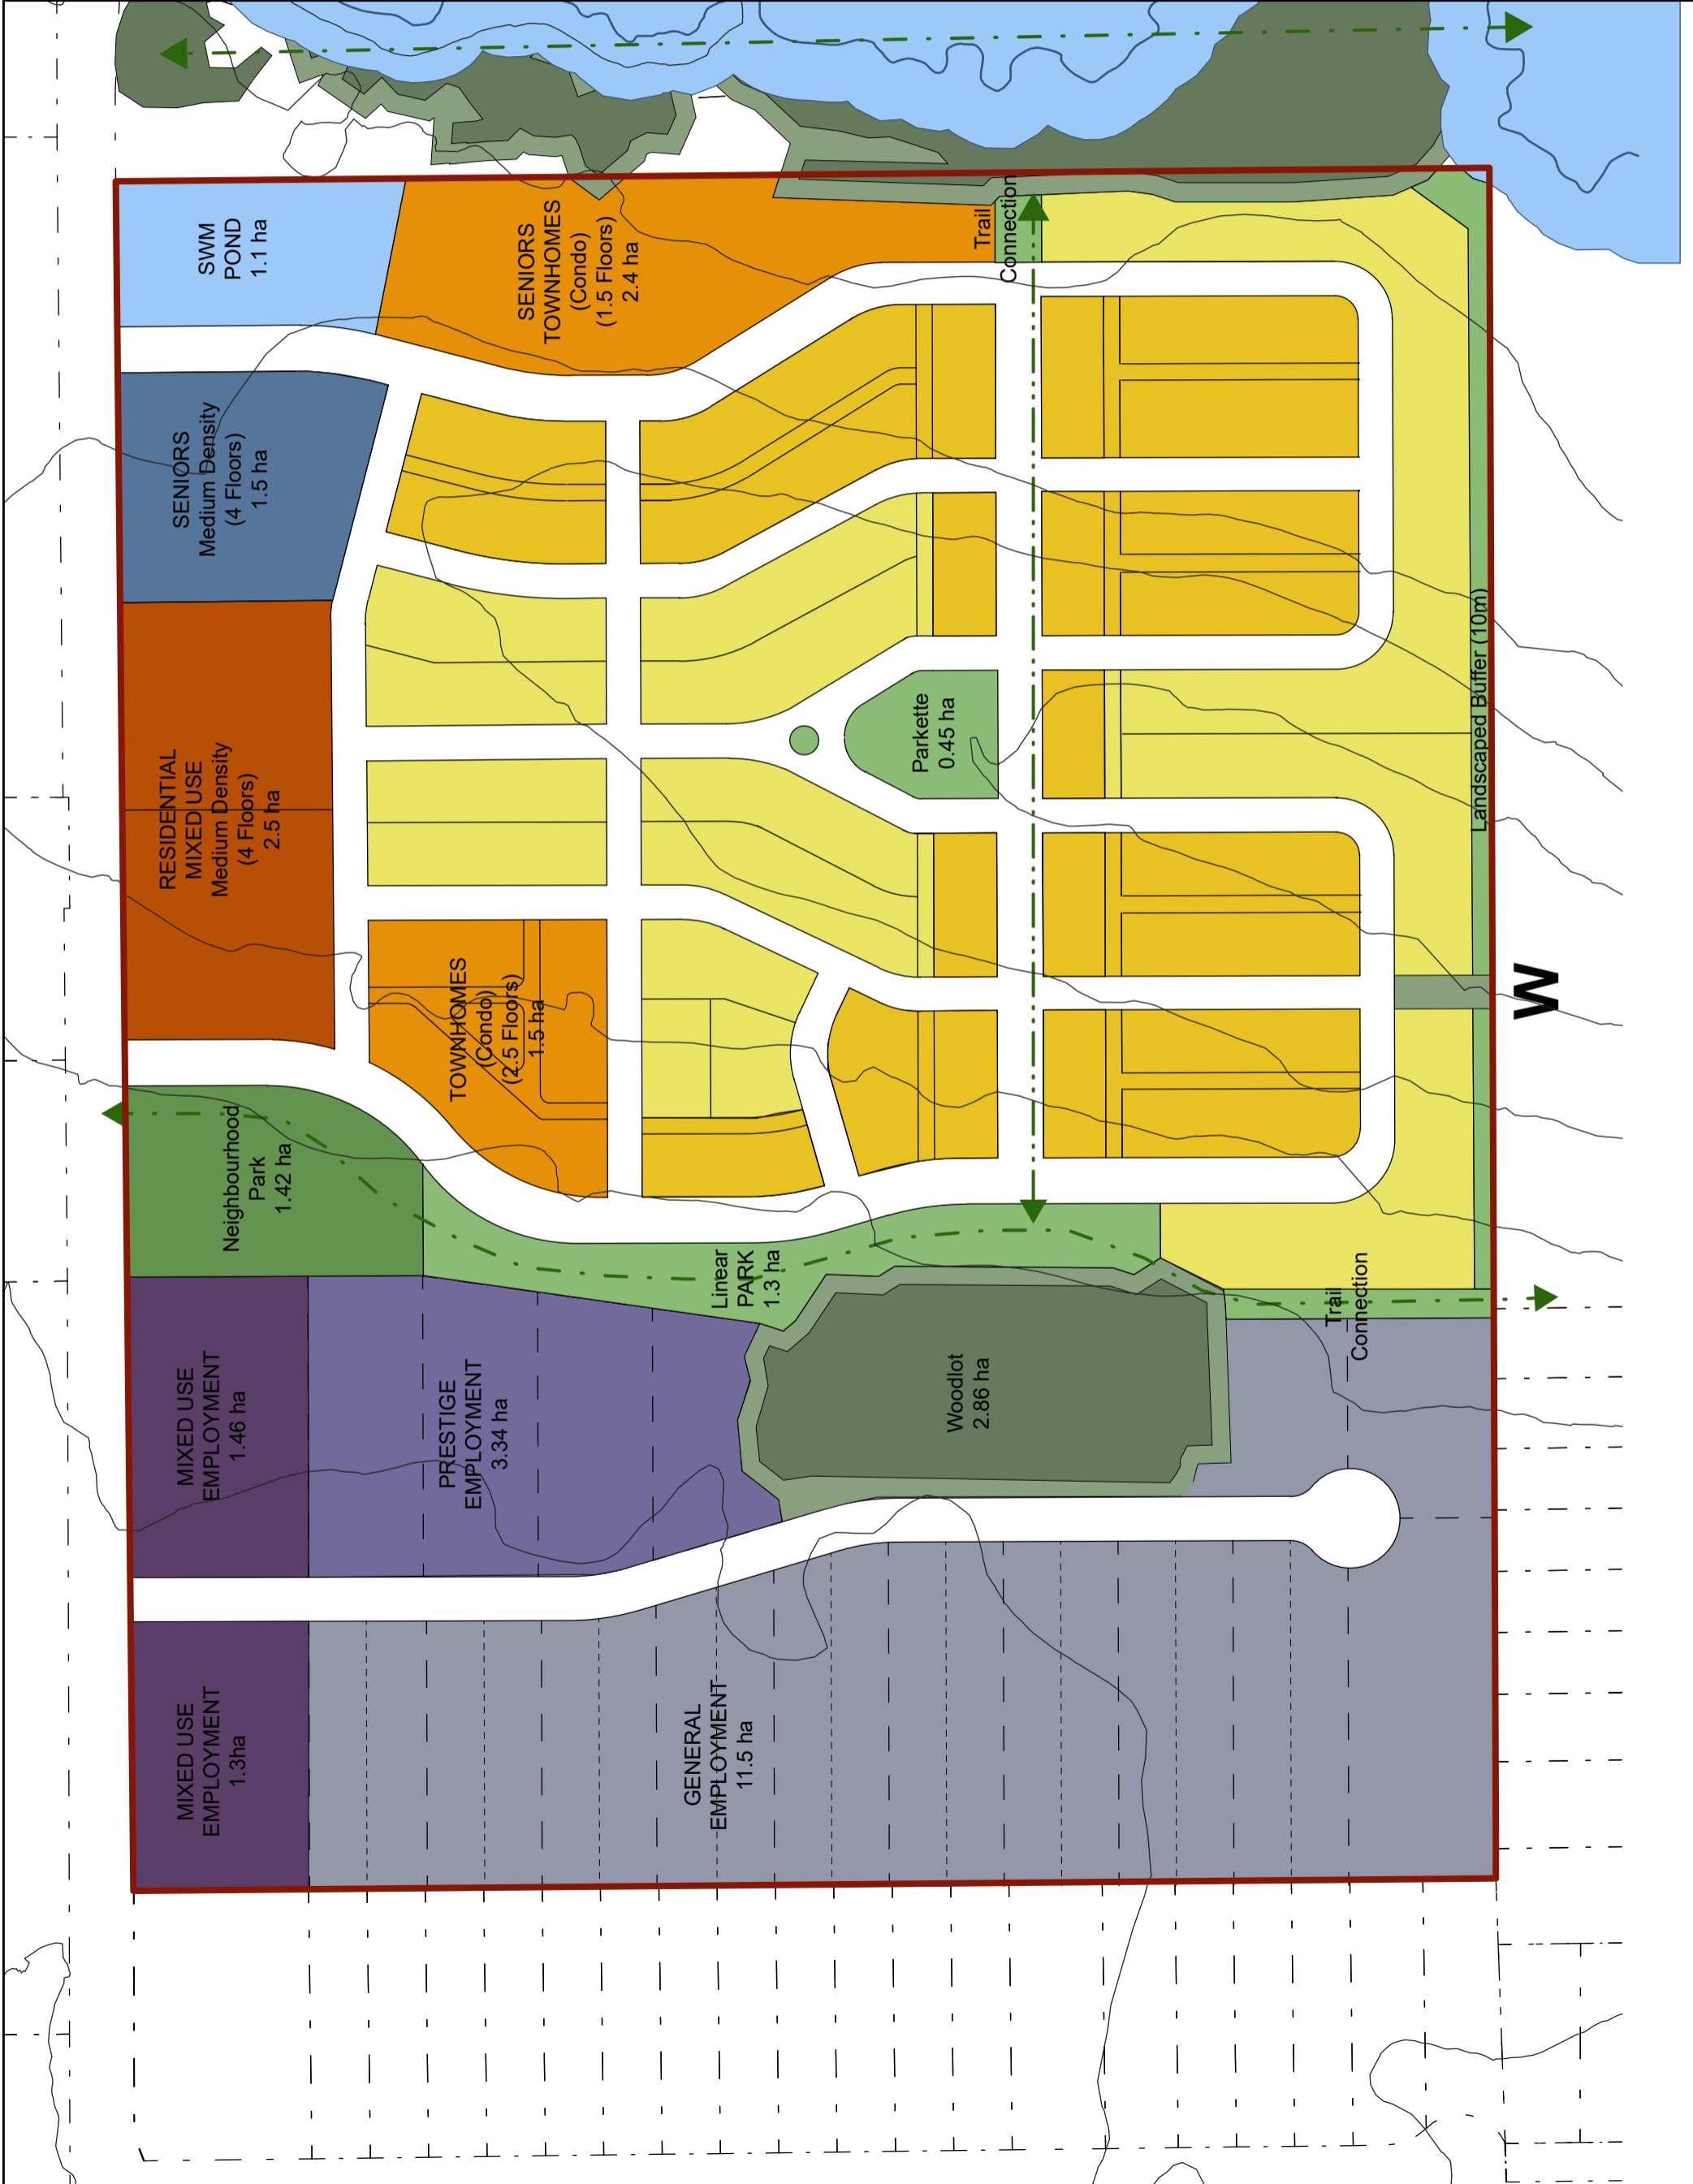 SWM
POND
1.1 ha
SENIORS
TOWNHOMES
(Condo)
(1.5 Floors)
2.4 ha
Trail
Connection
SENIORS
Medium Density
(4 Floors)
1.5 ha
RESIDENTIAL
MIXED USE
Medium Density
(4 Floors)
2.5 ha
Parkette
0.45 ha
Landscaped Buffer (10m)
TOWNHOMES
(Condo)
(2.5 Floors)
1.5 ha
W
Neighbourhood
Park
1.42 ha
Linear
PARK
1.3 ha
Trail
Connection
MIXED USE
EMPLOYMENT
1.46 ha
PRESTIGE
EMPLOYMENT
3.34 ha
Woodlot
2.86 ha
MIXED USE
EMPLOYMENT
1.3ha
GENERAL
EMPLOYMENT
11.5 ha